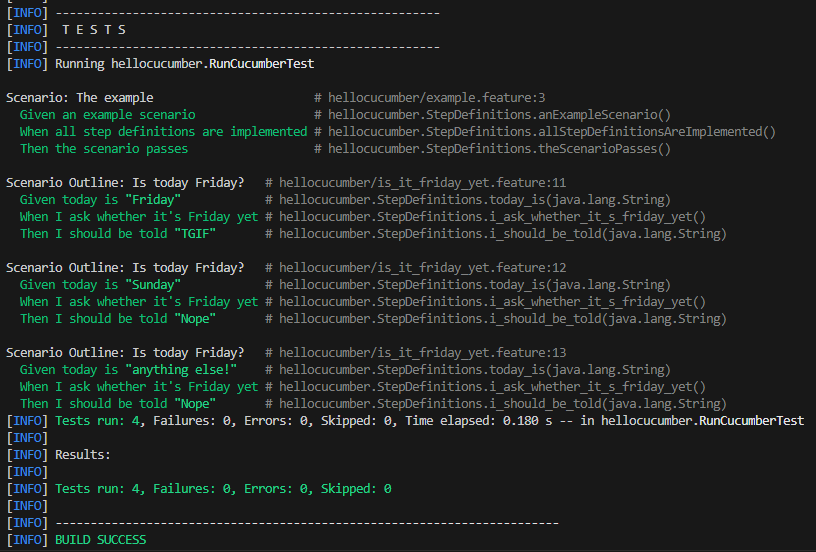 [INFO] -------------------------------------------------------
[INFO]  T E S T S
[INFO] -------------------------------------------------------
[INFO] Running hellocucumber.RunCucumberTest

Scenario: The example                       # hellocucumber/example.feature:3
  Given an example scenario                 # hellocucumber.StepDefinitions.anExampleScenario()
  When all step definitions are implemented # hellocucumber.StepDefinitions.allStepDefinitionsAreImplemented()
  Then the scenario passes                  # hellocucumber.StepDefinitions.theScenarioPasses()

Scenario Outline: Is today Friday?   # hellocucumber/is_it_friday_yet.feature:11
  Given today is "Friday"            # hellocucumber.StepDefinitions.today_is(java.lang.String)
  When I ask whether it's Friday yet # hellocucumber.StepDefinitions.i_ask_whether_it_s_friday_yet()
  Then I should be told "TGIF"       # hellocucumber.StepDefinitions.i_should_be_told(java.lang.String)

Scenario Outline: Is today Friday?   # hellocucumber/is_it_friday_yet.feature:12
  Given today is "Sunday"            # hellocucumber.StepDefinitions.today_is(java.lang.String)
  When I ask whether it's Friday yet # hellocucumber.StepDefinitions.i_ask_whether_it_s_friday_yet()
  Then I should be told "Nope"       # hellocucumber.StepDefinitions.i_should_be_told(java.lang.String)

Scenario Outline: Is today Friday?   # hellocucumber/is_it_friday_yet.feature:13
  Given today is "anything else!"    # hellocucumber.StepDefinitions.today_is(java.lang.String)
  When I ask whether it's Friday yet # hellocucumber.StepDefinitions.i_ask_whether_it_s_friday_yet()
  Then I should be told "Nope"       # hellocucumber.StepDefinitions.i_should_be_told(java.lang.String)
[INFO] Tests run: 4, Failures: 0, Errors: 0, Skipped: 0, Time elapsed: 0.180 s -- in hellocucumber.RunCucumberTest
[INFO]
[INFO] Results:
[INFO]
[INFO] Tests run: 4, Failures: 0, Errors: 0, Skipped: 0
[INFO]
[INFO] ------------------------------------------------------------------------
[INFO] BUILD SUCCESS